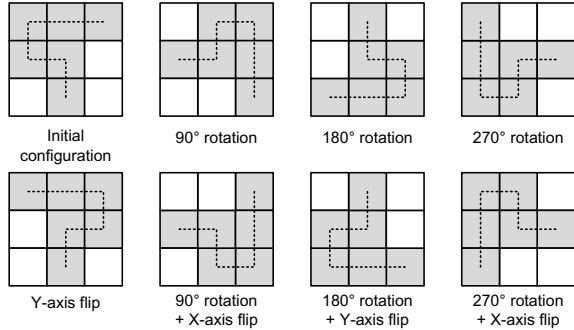 Initial
configuration
90° rotation
180° rotation
270° rotation
Y-axis flip
90° rotation
+ X-axis flip
180° rotation
+ Y-axis flip
270° rotation
+ X-axis flip